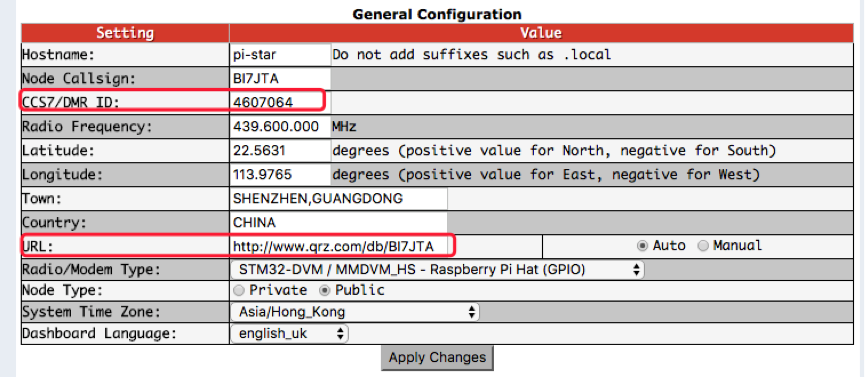 General Configuration
Setting Value
Hostname: pi-star Do not add suffixes such as .local
Node Callsign: BI7JTA
CCS7/DMR ID: 4607064
Radio Frequency: 439.600.000 MHz
Latitude: 22.5631 degrees (positive value for North, negative for South)
Longitude: 113.9765 degrees (positive value for East, negative for West)
Town: SHENZHEN,GUANGDONG
Country: CHINA
URL: http://www.qrz.com/db/BI7JTA Auto Manual
Radio/Modem Type: STM32-DVM / MMDVM_HS - Raspberry Pi Hat (GPIO)
Node Type: Private Public
System Time Zone: Asia/Hong_Kong
Dashboard Language: english_uk
Apply Changes